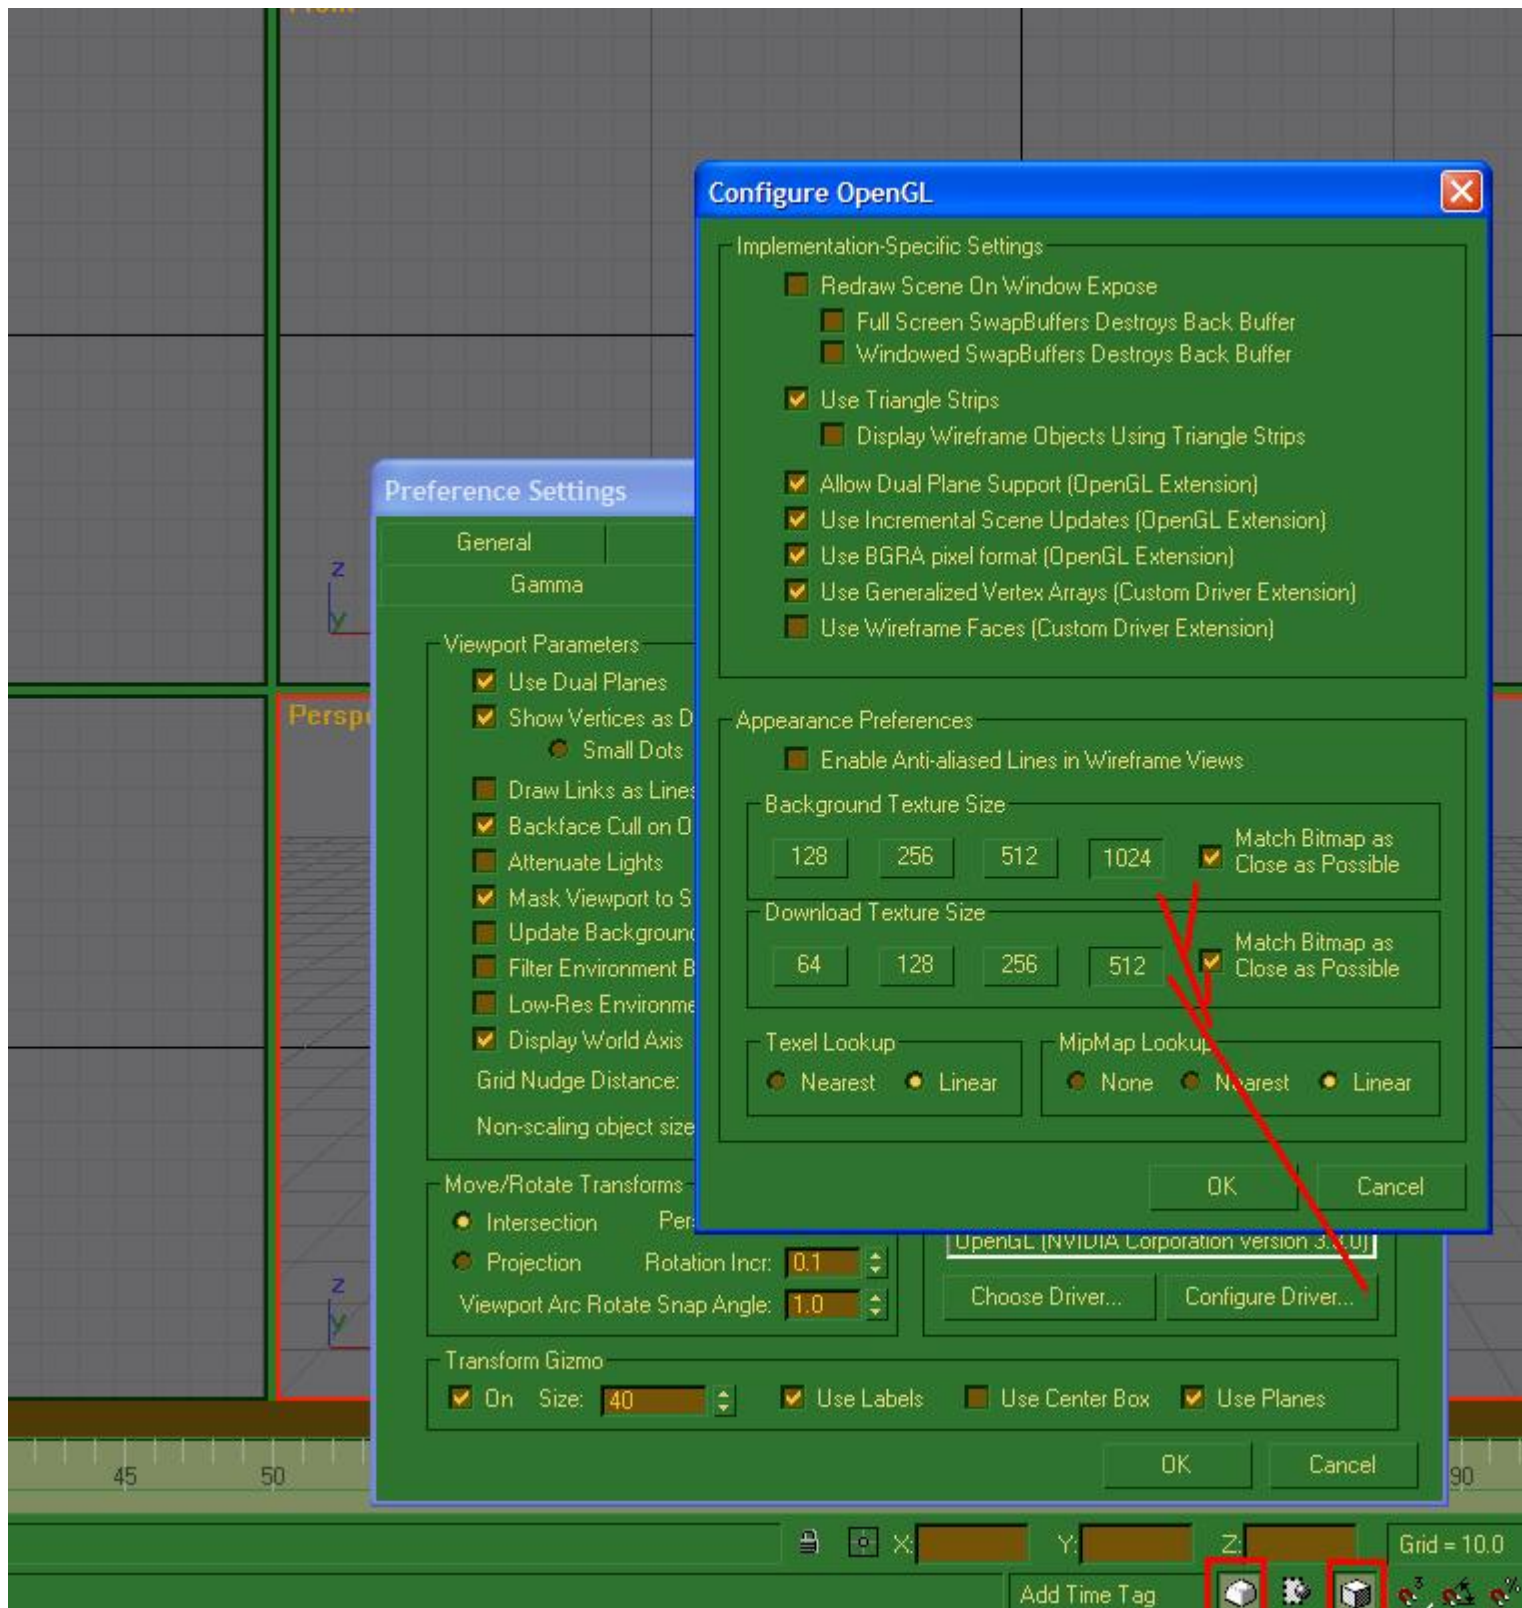 Front
Configure OpenGL
Implementation-Specific Settings
Redraw Scene On Window Expose
Full Screen SwapBuffers Destroys Back Buffer
Windowed SwapBuffers Destroys Back Buffer
Use Triangle Strips
Display Wireframe Objects Using Triangle Strips
Allow Dual Plane Support (OpenGL Extension)
Use Incremental Scene Updates (OpenGL Extension)
Use BGRA pixel format (OpenGL Extension)
Use Generalized Vertex Arrays (Custom Driver Extension)
Use Wireframe Faces (Custom Driver Extension)
Appearance Preferences
Enable Anti-aliased Lines in Wireframe Views
Background Texture Size
128 256 512 1024 Match Bitmap as
Close as Possible
Download Texture Size
64 128 256 512 Match Bitmap as
Close as Possible
Texel Lookup MipMap Lookup
Nearest Linear None Nearest Linear
OK Cancel
Preference Settings
General
Gamma
z
y
Viewport Parameters
Use Dual Planes
Persp
Show Vertices as D
Small Dots
Draw Links as Lines
Backface Cull on O
Attenuate Lights
Mask Viewport to S
Update Background
Filter Environment B
Low-Res Environme
Display World Axis
Grid Nudge Distance:
Non-scaling object size
Move/Rotate Transforms
Intersection Per
Projection Rotation Incr: 0.1
Viewport Arc Rotate Snap Angle: 1.0
OpenGL (NVIDIA Corporation Version
Choose Driver... Configure Driver...
z
y
Transform Gizmo
On Size: 40 Use Labels Use Center Box Use Planes
OK Cancel
45 50 90
X: Y: Z: Grid = 10.0
Add Time Tag
3 %